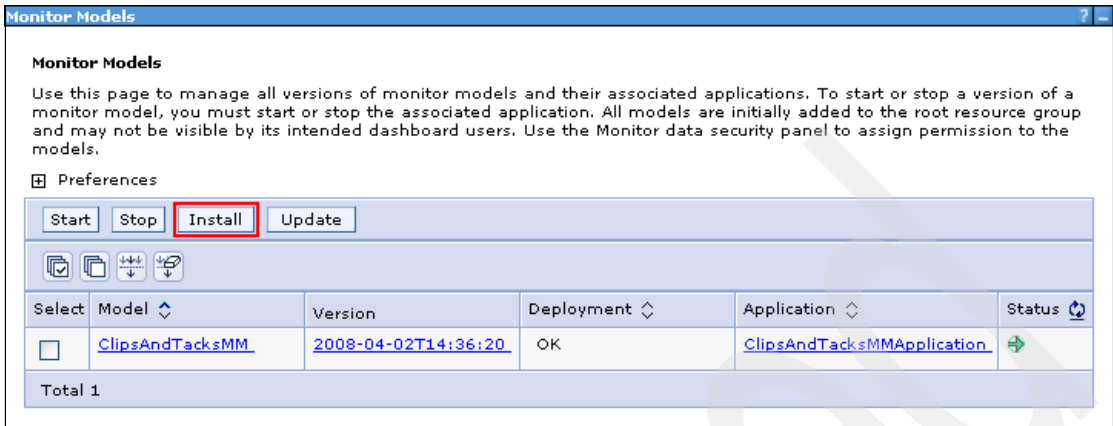 Monitor Models ? –
Monitor Models
Use this page to manage all versions of monitor models and their associated applications. To start or stop a version of a
monitor model, you must start or stop the associated application. All models are initially added to the root resource group
and may not be visible by its intended dashboard users. Use the Monitor data security panel to assign permission to the
models.
Preferences
Start Stop Install Update
Select Model Version Deployment Application Status
ClipsAndTacksMM 2008-04-02T14:36:20 OK ClipsAndTacksMMApplication
Total 1